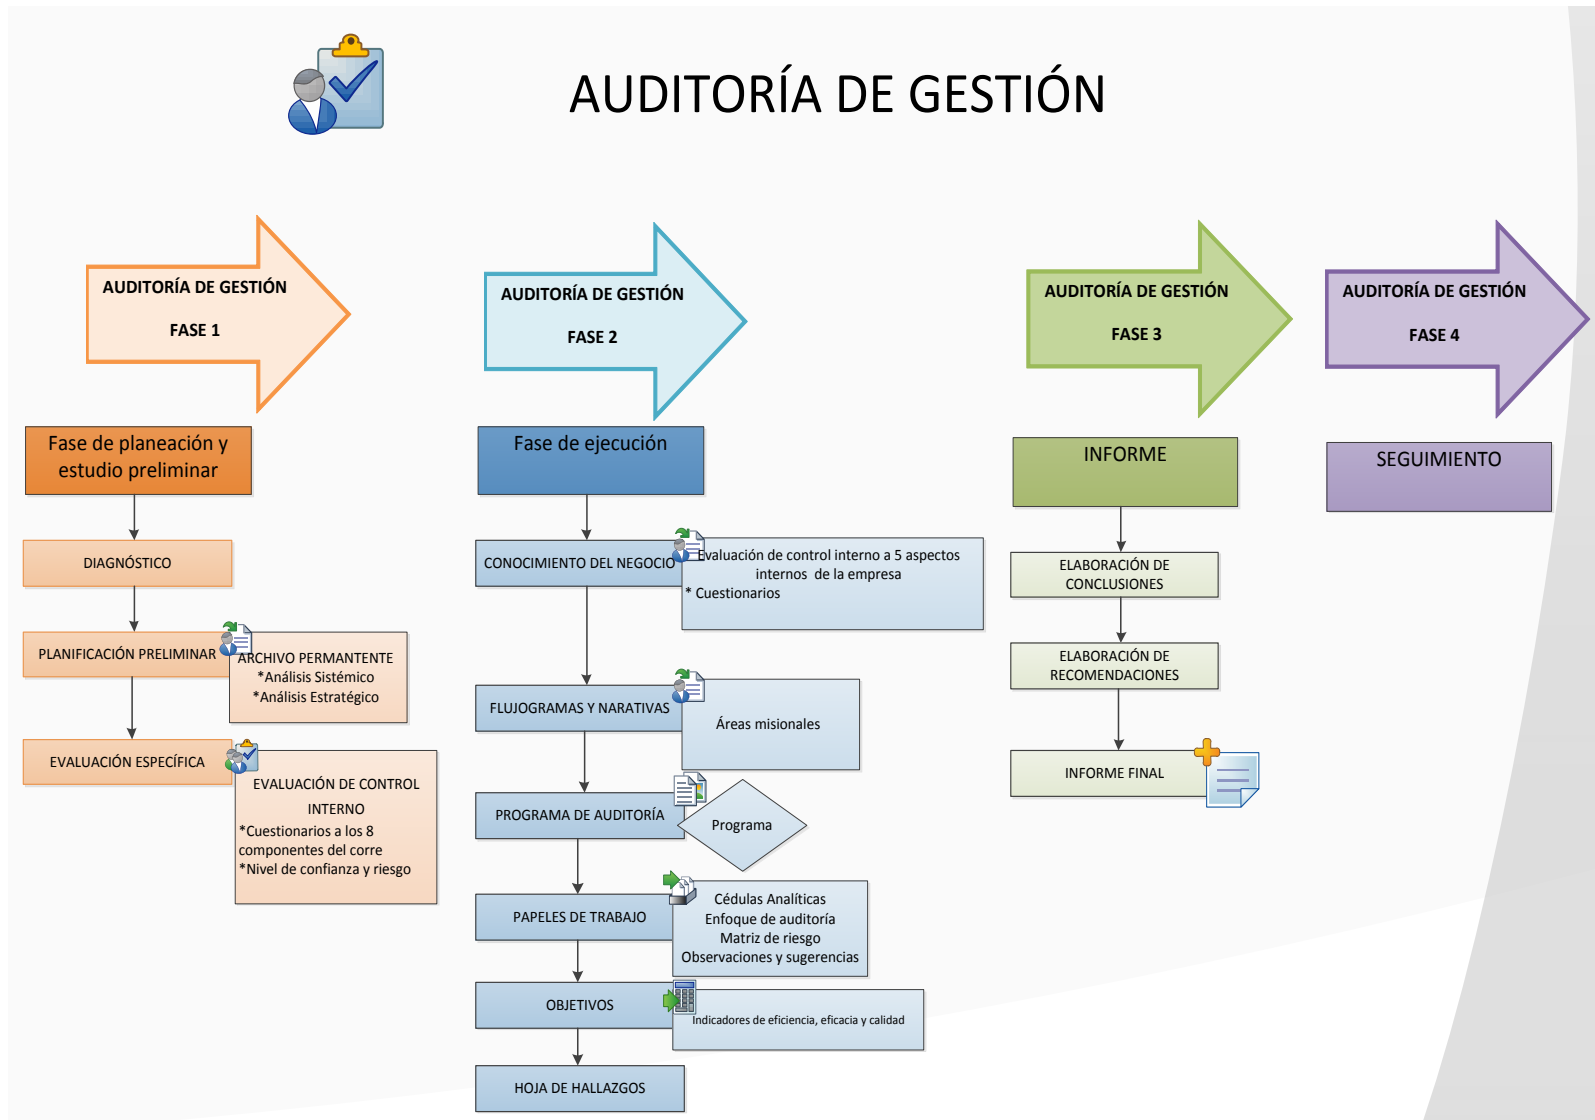 AUDITORÍA DE GESTIÓN
AUDITORÍA DE GESTIÓN
FASE 1
AUDITORÍA DE GESTIÓN
FASE 2
AUDITORÍA DE GESTIÓN
FASE 3
AUDITORÍA DE GESTIÓN
FASE 4
Fase de planeación y
estudio preliminar
DIAGNÓSTICO
PLANIFICACIÓN PRELIMINAR
ARCHIVO PERMANTENTE
*Análisis Sistémico
*Análisis Estratégico
EVALUACIÓN ESPECÍFICA
EVALUACIÓN DE CONTROL
INTERNO
*Cuestionarios a los 8
componentes del corre
*Nivel de confianza y riesgo
Fase de ejecución
CONOCIMIENTO DEL NEGOCIO
Evaluación de control interno a 5 aspectos
internos de la empresa
* Cuestionarios
FLUJOGRAMAS Y NARATIVAS
Áreas misionales
PROGRAMA DE AUDITORÍA
Programa
PAPELES DE TRABAJO
Cédulas Analíticas
Enfoque de auditoría
Matriz de riesgo
Observaciones y sugerencias
OBJETIVOS
Indicadores de eficiencia, eficacia y calidad
HOJA DE HALLAZGOS
INFORME
ELABORACIÓN DE
CONCLUSIONES
ELABORACIÓN DE
RECOMENDACIONES
INFORME FINAL
SEGUIMIENTO